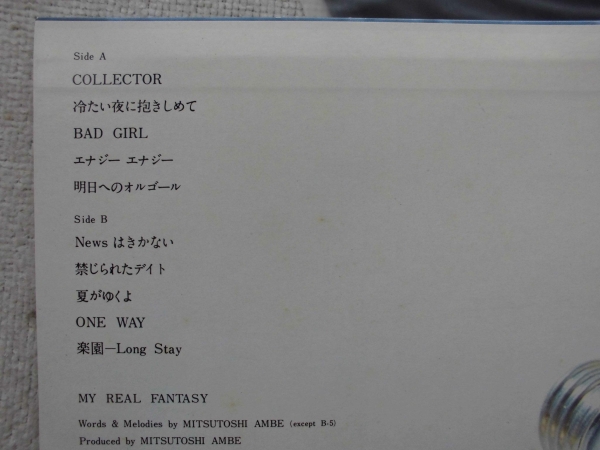 Side A
COLLECTOR
冷たい夜に抱きしめて
BAD GIRL
エナジー エナジー
明日へのオルゴール
Side B
News はきかない
禁じられたデイト
夏がゆくよ
ONE WAY
楽園—Long Stay
MY REAL FANTASY
Words & Melodies by MITSUTOSHI AMBE (except B-5)
Produced by MITSUTOSHI AMBE